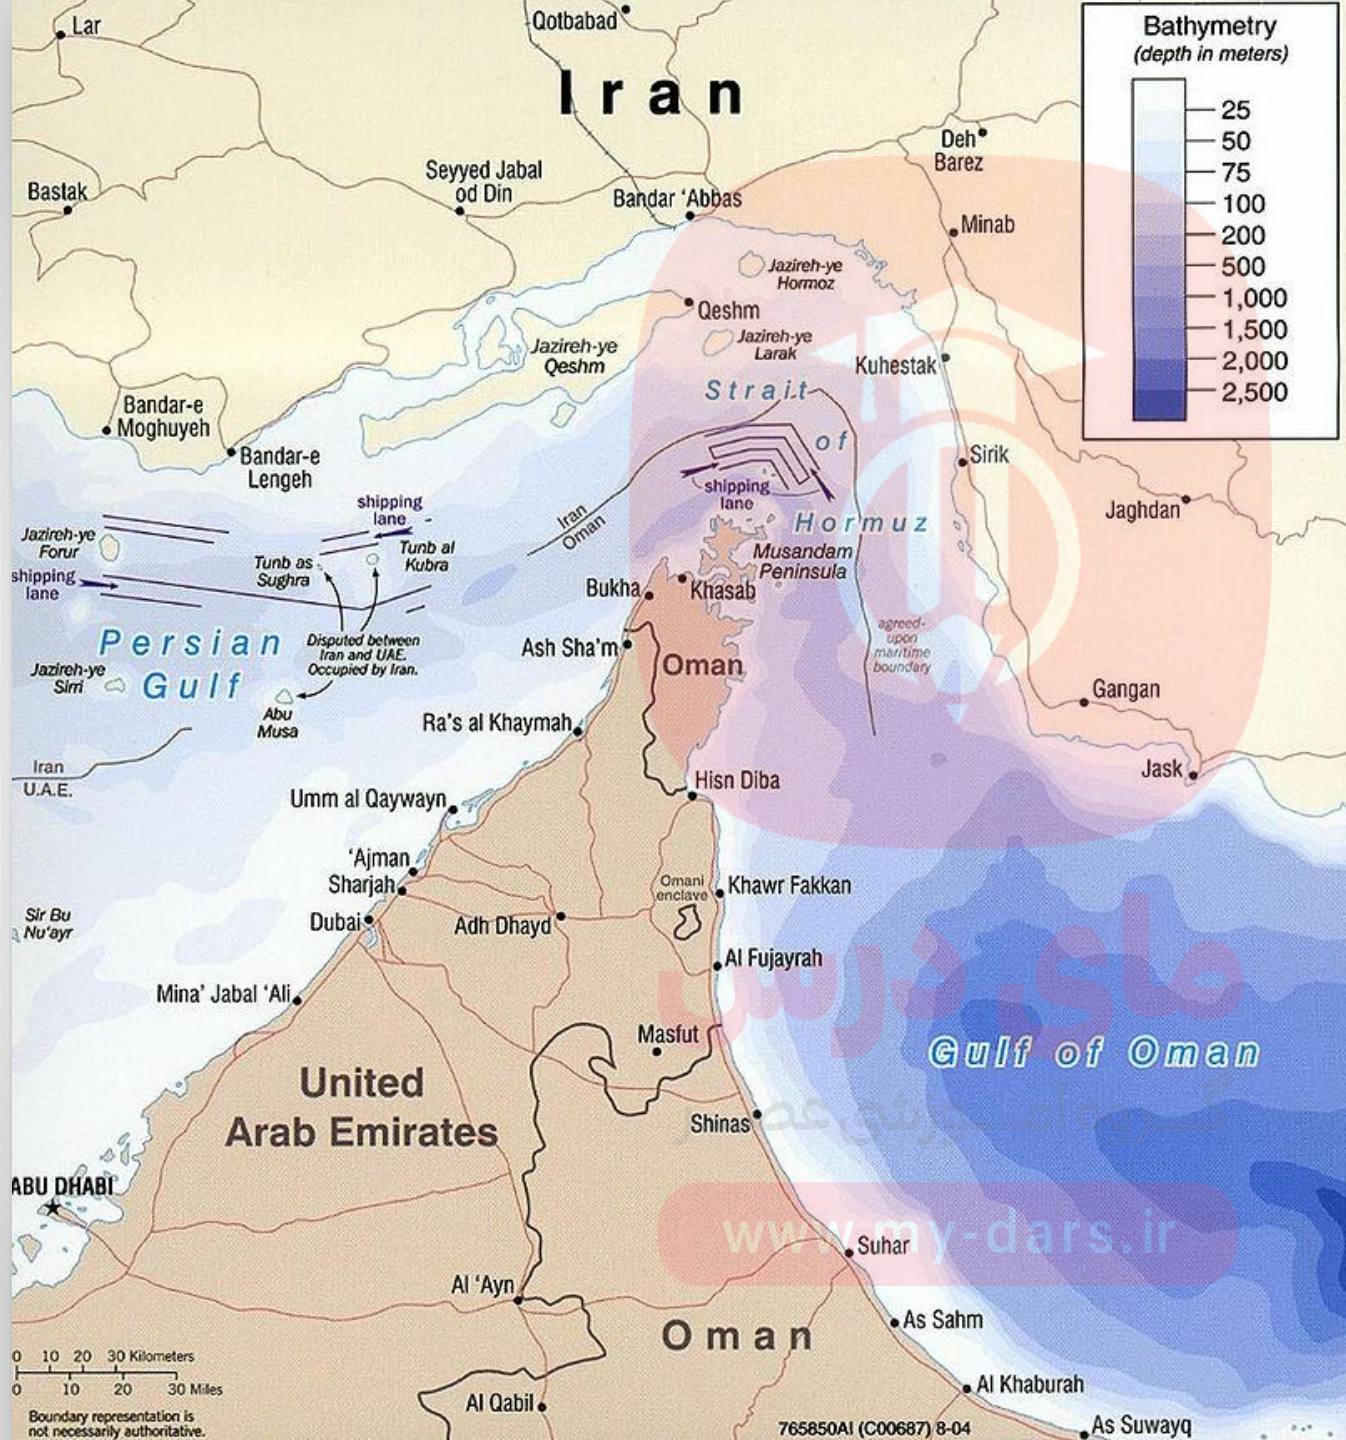 Lar
Qotbabad
Iran
Bathymetry
(depth in meters)
25
50
75
100
200
500
1,000
1,500
2,000
2,500
Deh
Barez
Seyyed Jabal
od Din
Bastak
Bandar ‘Abbas
Minab
Jazireh-ye
Hormoz
Qeshm
Jazireh-ye
Larak
Jazireh-ye
Qeshm
Kuhestak
Strait
of
Hormuz
Bandar-e
Moghuyeh
Bandar-e
Lengeh
Sirik
Jaghdan
shipping
lane
shipping
lane
Iran
Oman
Jazireh-ye
Forur
Tunb as
Sughra
Tunb al
Kubra
Musandam
Peninsula
shipping
lane
Bukha
Khasab
Persian
Gulf
Disputed between
Iran and UAE.
Occupied by Iran.
Ash Sha’m
Oman
agreed-
upon
maritime
boundary
Jazireh-ye
Sirri
Abu
Musa
Gangan
Ra’s al Khaymah
Iran
U.A.E.
Jask
Hisn Diba
Umm al Qaywayn
‘Ajman
Sharjah
Omani
enclave
Khawr Fakkan
Sir Bu
Nu‘ayr
Dubai
Adh Dhayd
مای درس
Al Fujayrah
Mina’ Jabal ‘Ali
Masfut
Gulf of Oman
United
Arab Emirates
Shinas
ABU DHABI
www.my-dars.ir
Suhar
Al ‘Ayn
As Sahm
Oman
0 10 20 30 Kilometers
0 10 20 30 Miles
Al Khaburah
Al Qabil
Boundary representation is
not necessarily authoritative.
765850AI (C00687) 8-04
As Suwayq